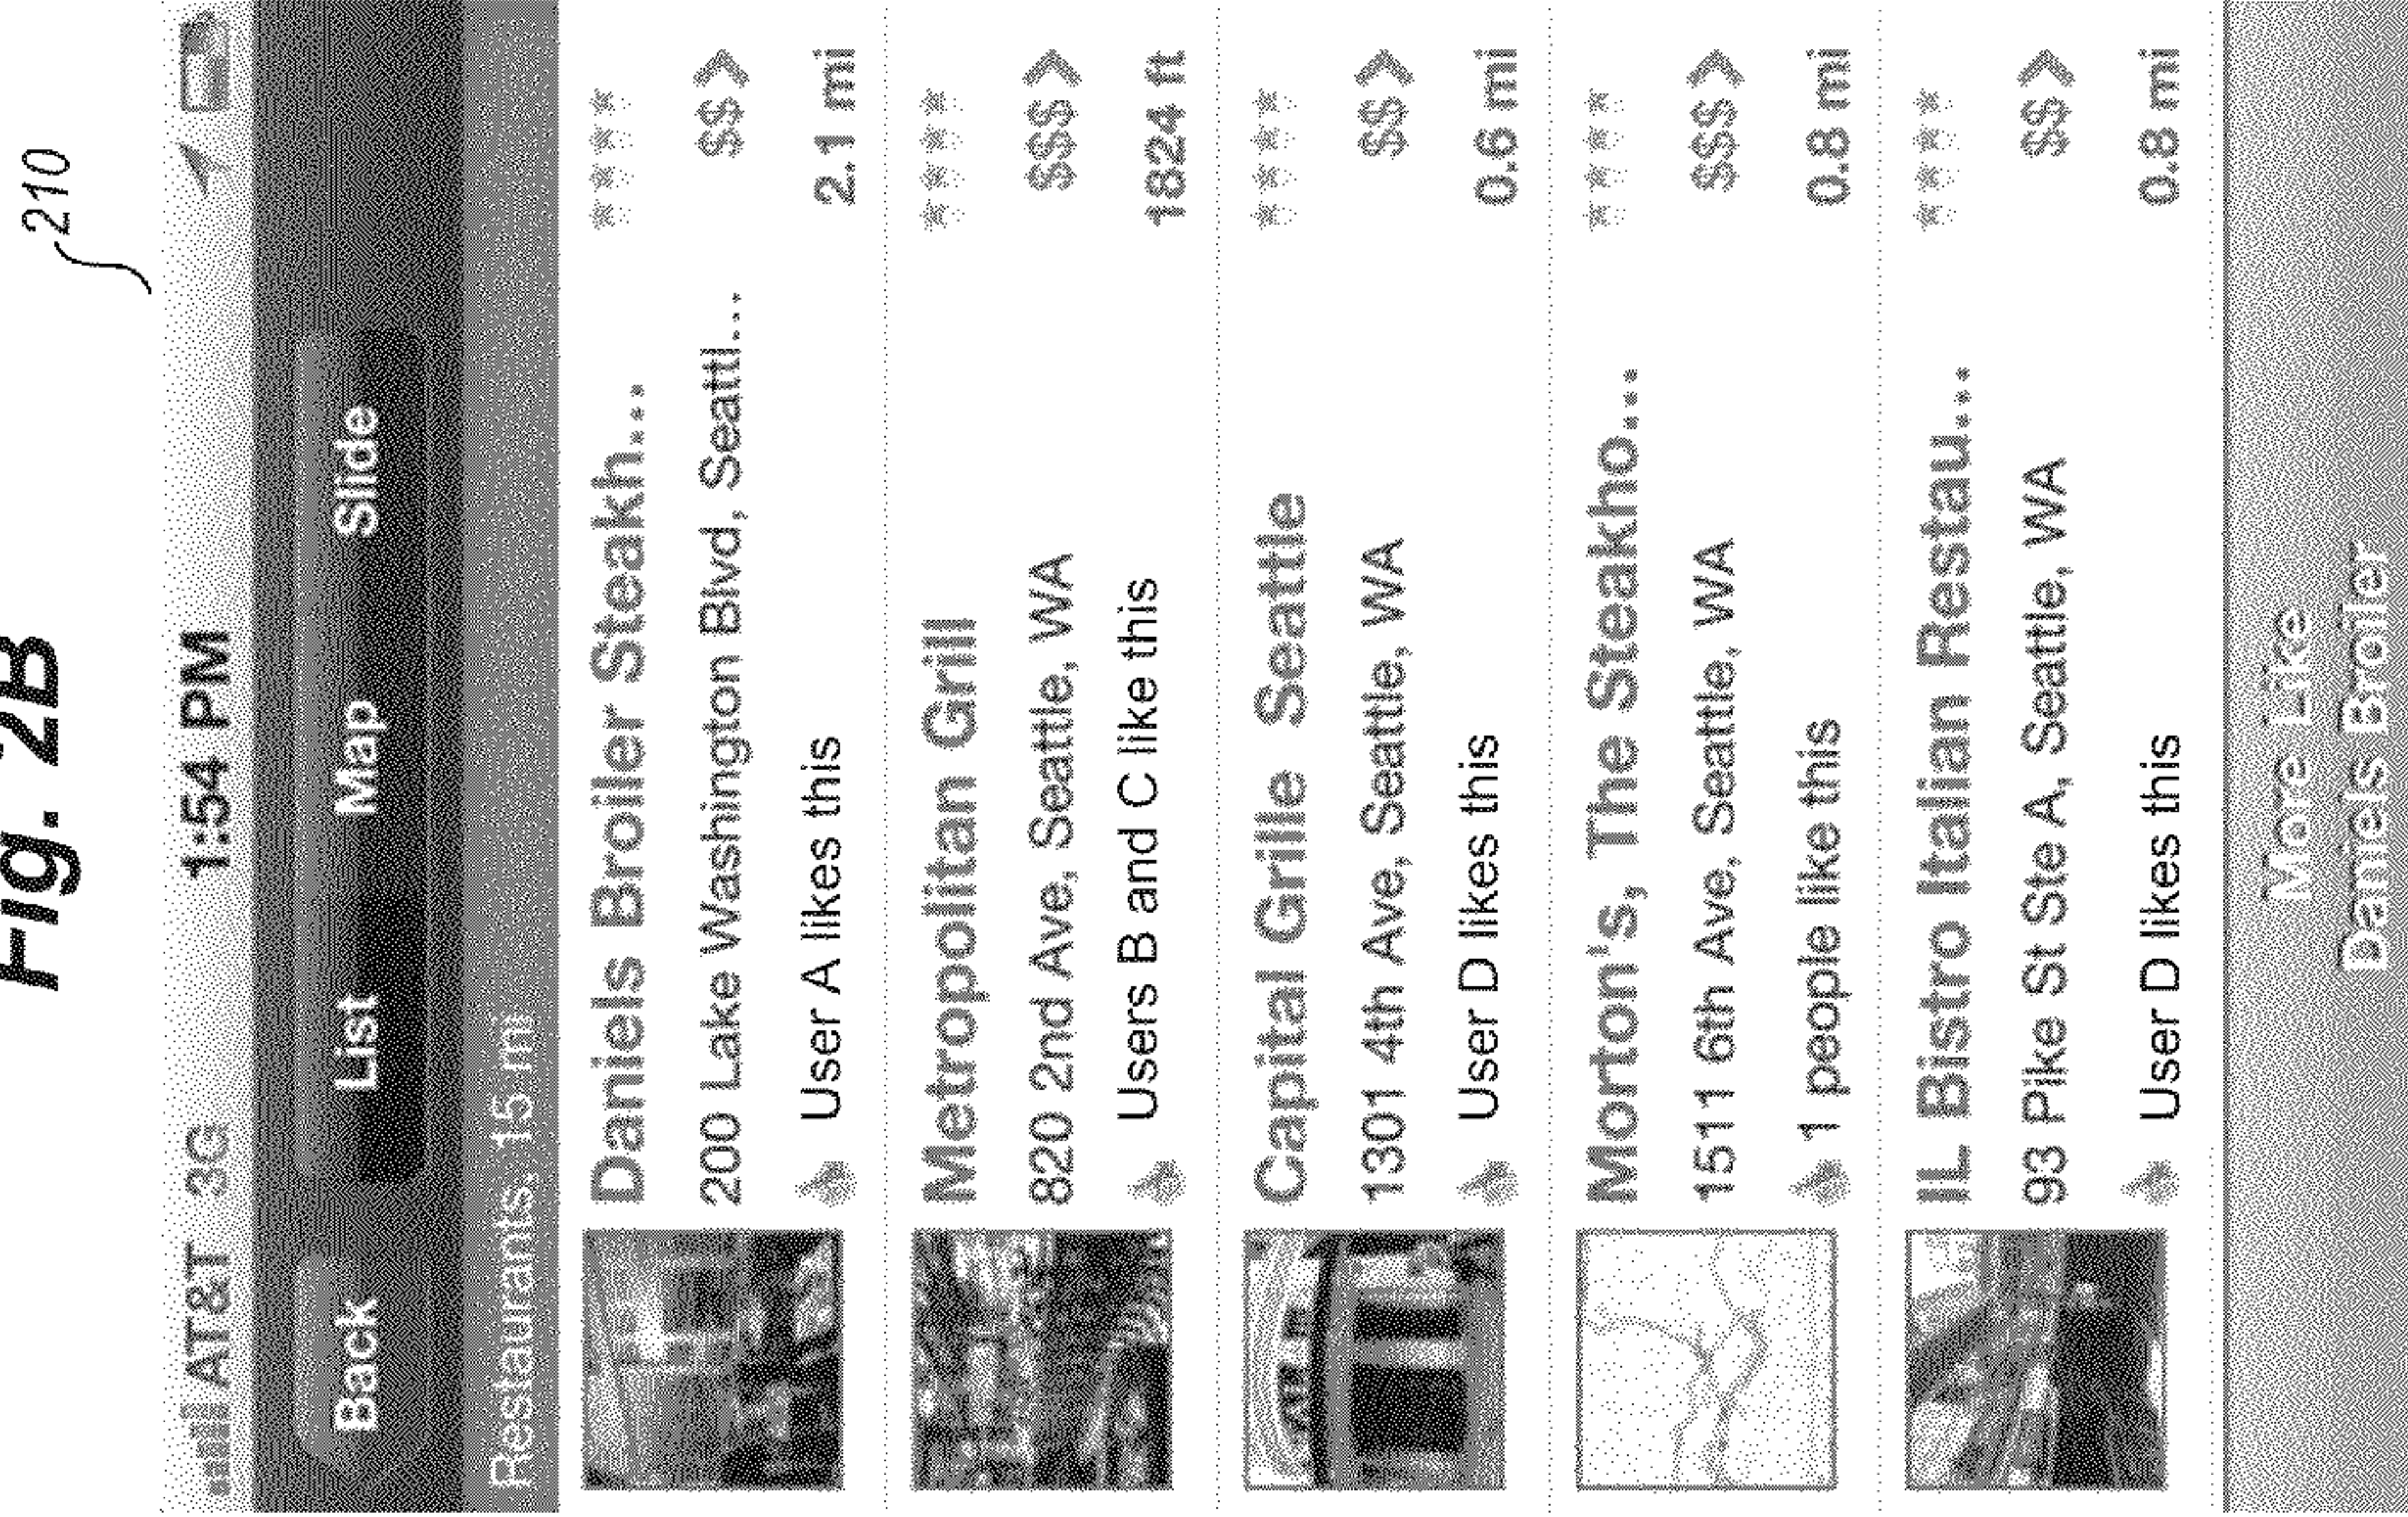 Fig. 2B
210
AT&T 3G 1:54 PM
Back List Map Slide
Restaurants, 15 mi
Daniels Broiler Steakh...
200 Lake Washington Blvd, Seattl... $$
User A likes this 2.1 mi
Metropolitan Grill
820 2nd Ave, Seattle, WA $$$
Users B and C like this 1824 ft
Capital Grille Seattle
1301 4th Ave, Seattle, WA $$
User D likes this 0.6 mi
Morton's, The Steakho...
1511 6th Ave, Seattle, WA $$$
1 people like this 0.8 mi
IL Bistro Italian Restau...
93 Pike St Ste A, Seattle, WA $$
User D likes this 0.8 mi
More Like
Daniels Broiler